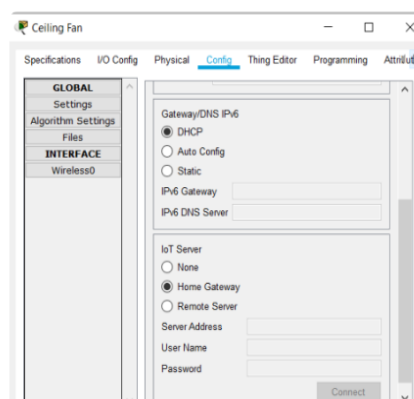 Ceiling Fan
Specifications I/O Config Physical Config Thing Editor Programming Attribut
GLOBAL
Settings
Algorithm Settings
Files
INTERFACE
Wireless0
Gateway/DNS IPv6
DHCP
Auto Config
Static
IPv6 Gateway
IPv6 DNS Server
IoT Server
None
Home Gateway
Remote Server
Server Address
User Name
Password
Connect